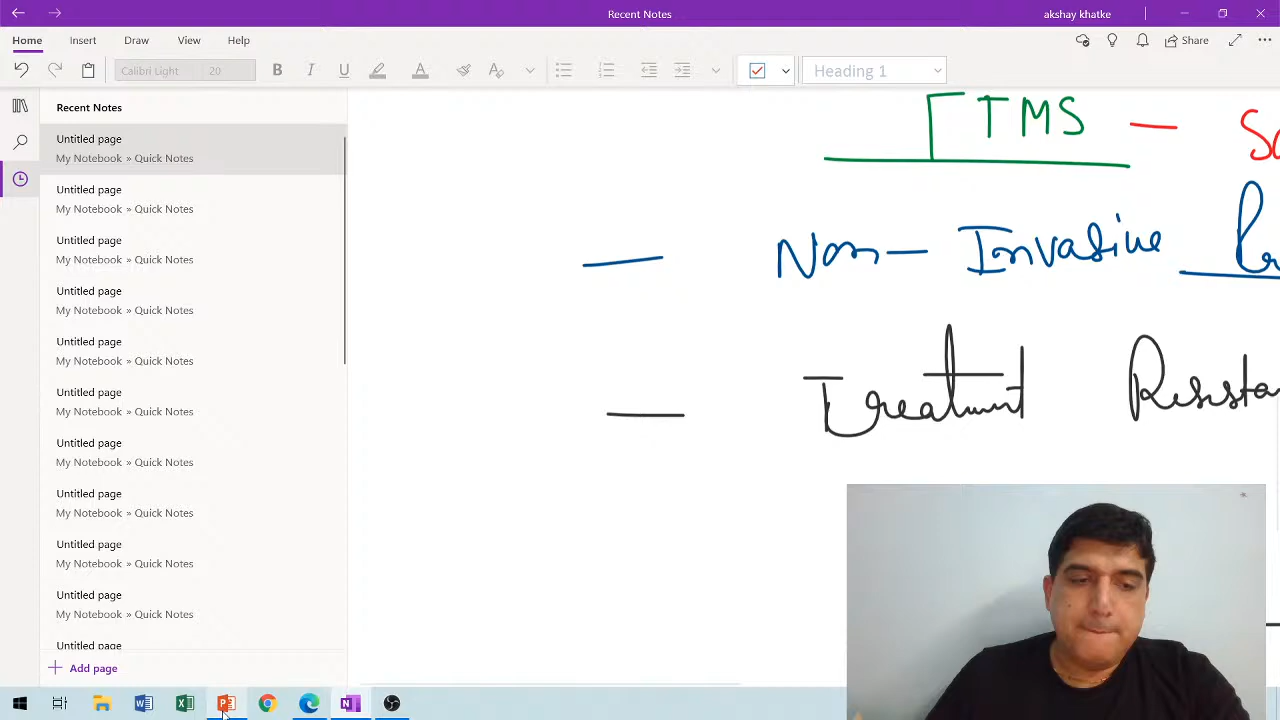 Recent Notes
akshay khatke
Home
Insert
Draw
View
Help
Share
Calibri Light
20
B
I
U
A
Heading 1
Recent Notes
Untitled page
My Notebook » Quick Notes
Untitled page
My Notebook » Quick Notes
Untitled page
My Notebook » Quick Notes
Untitled page
My Notebook » Quick Notes
Untitled page
My Notebook » Quick Notes
Untitled page
My Notebook » Quick Notes
Untitled page
My Notebook » Quick Notes
Untitled page
My Notebook » Quick Notes
Untitled page
My Notebook » Quick Notes
Untitled page
My Notebook » Quick Notes
Untitled page
+ Add page
TMS —
— Non-Invasive
— Treatment Resista